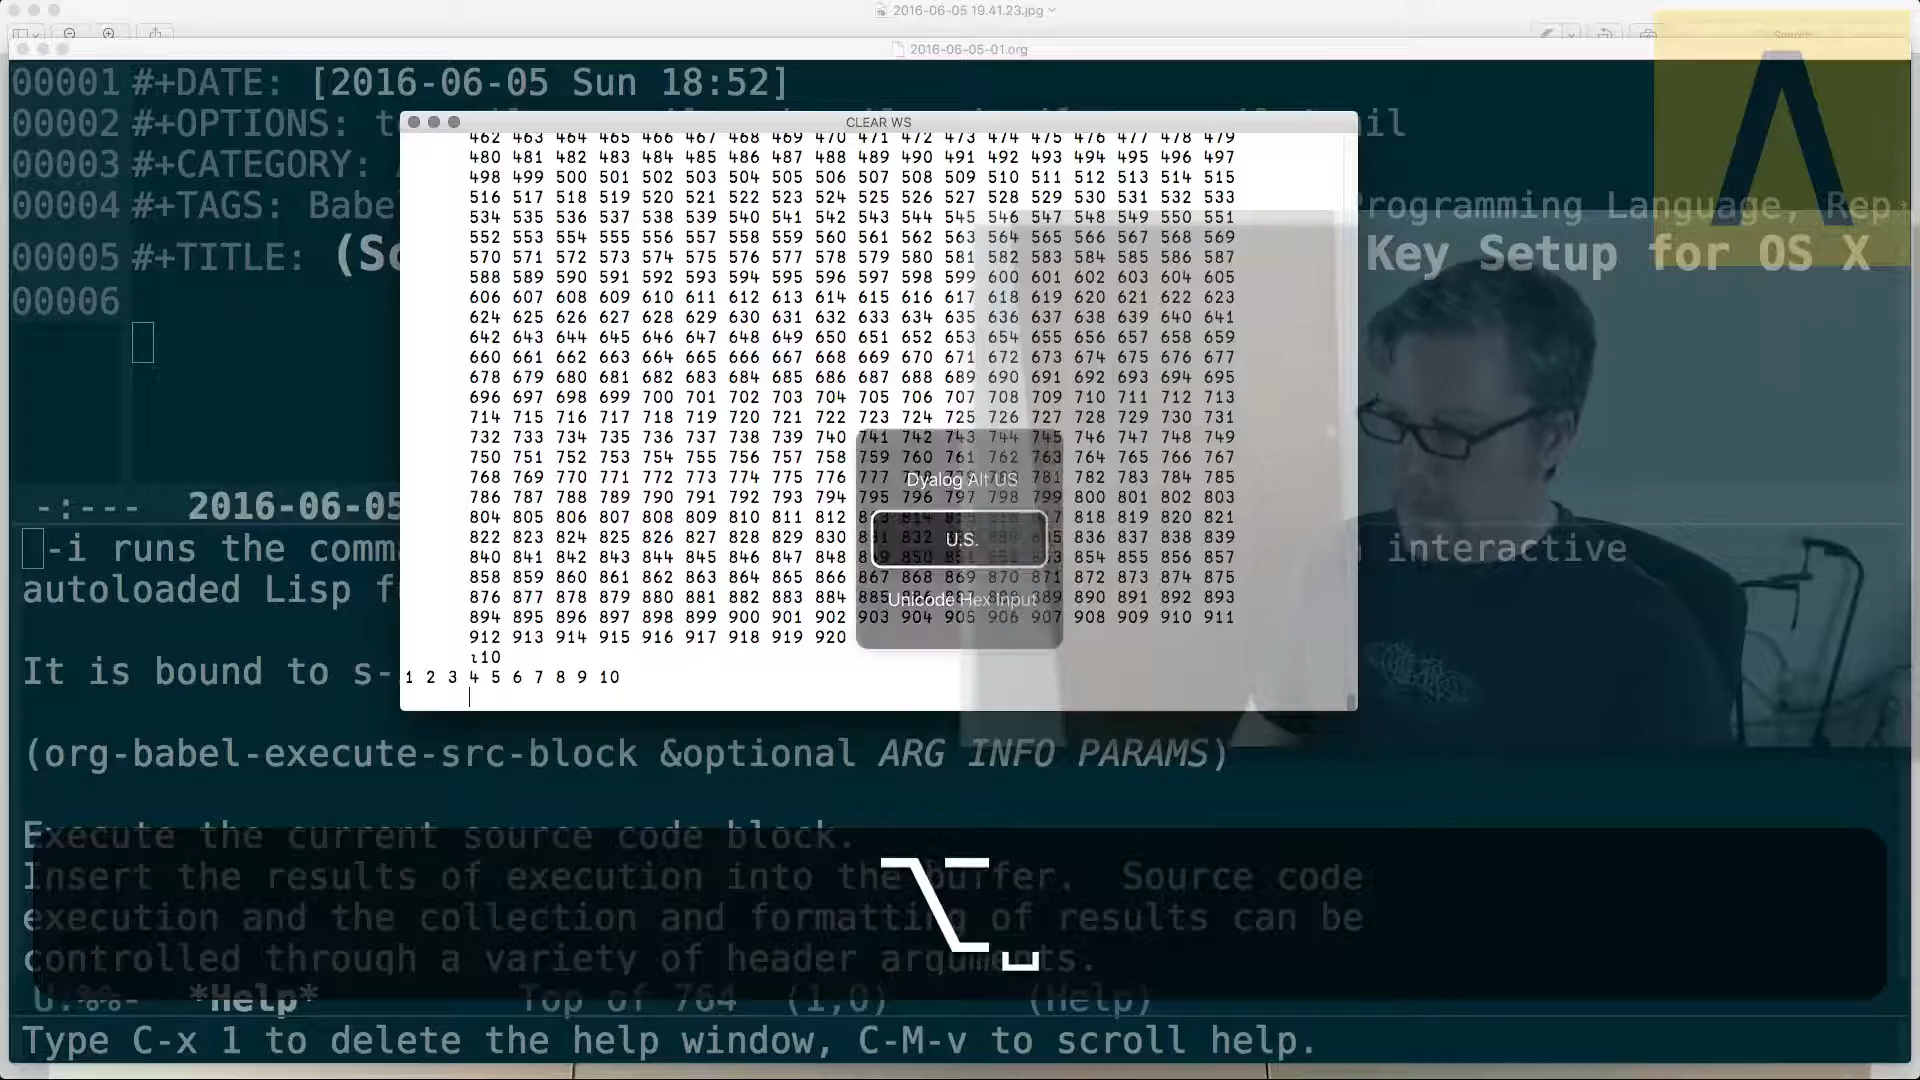 2016-06-05 19.41.23.jpg
Search
2016-06-05-01.org
00001 #+DATE: [2016-06-05 Sun 18:52]
00002 #+OPTIONS:
00003 #+CATEGORY:
00004 #+TAGS: Babe Programming Language, Rep
00005 #+TITLE: (Sc Key Setup for OS X
00006
CLEAR WS
462 463 464 465 466 467 468 469 470 471 472 473 474 475 476 477 478 479
480 481 482 483 484 485 486 487 488 489 490 491 492 493 494 495 496 497
498 499 500 501 502 503 504 505 506 507 508 509 510 511 512 513 514 515
516 517 518 519 520 521 522 523 524 525 526 527 528 529 530 531 532 533
534 535 536 537 538 539 540 541 542 543 544 545 546 547 548 549 550 551
552 553 554 555 556 557 558 559 560 561 562 563 564 565 566 567 568 569
570 571 572 573 574 575 576 577 578 579 580 581 582 583 584 585 586 587
588 589 590 591 592 593 594 595 596 597 598 599 600 601 602 603 604 605
606 607 608 609 610 611 612 613 614 615 616 617 618 619 620 621 622 623
624 625 626 627 628 629 630 631 632 633 634 635 636 637 638 639 640 641
642 643 644 645 646 647 648 649 650 651 652 653 654 655 656 657 658 659
660 661 662 663 664 665 666 667 668 669 670 671 672 673 674 675 676 677
678 679 680 681 682 683 684 685 686 687 688 689 690 691 692 693 694 695
696 697 698 699 700 701 702 703 704 705 706 707 708 709 710 711 712 713
714 715 716 717 718 719 720 721 722 723 724 725 726 727 728 729 730 731
732 733 734 735 736 737 738 739 740 741 742 743 744 745 746 747 748 749
750 751 752 753 754 755 756 757 758 759 760 761 762 763 764 765 766 767
768 769 770 771 772 773 774 775 776 777 781 782 783 784 785
786 787 788 789 790 791 792 793 794 795 796 797 798 799 800 801 802 803
804 805 806 807 808 809 810 811 812 818 819 820 821
822 823 824 825 826 827 828 829 830 832 836 837 838 839
840 841 842 843 844 845 846 847 848 850 854 855 856 857
858 859 860 861 862 863 864 865 866 867 868 869 870 871 872 873 874 875
876 877 878 879 880 881 882 883 884 885 889 890 891 892 893
894 895 896 897 898 899 900 901 902 903 904 905 906 907 908 909 910 911
912 913 914 915 916 917 918 919 920
⍳10
1 2 3 4 5 6 7 8 9 10
Dyalog Alt US
U.S.
Unicode Hex Input
-:--- 2016-06-05
-i runs the comm interactive
autoloaded Lisp f
It is bound to s-
(org-babel-execute-src-block &optional ARG INFO PARAMS)
Execute the current source code block.
Insert the results of execution into the buffer. Source code
execution and the collection and formatting of results can be
controlled through a variety of header arguments.
U:%%- *Help* Top of 764 (1,0) (Help)
Type C-x 1 to delete the help window, C-M-v to scroll help.
⌥␣